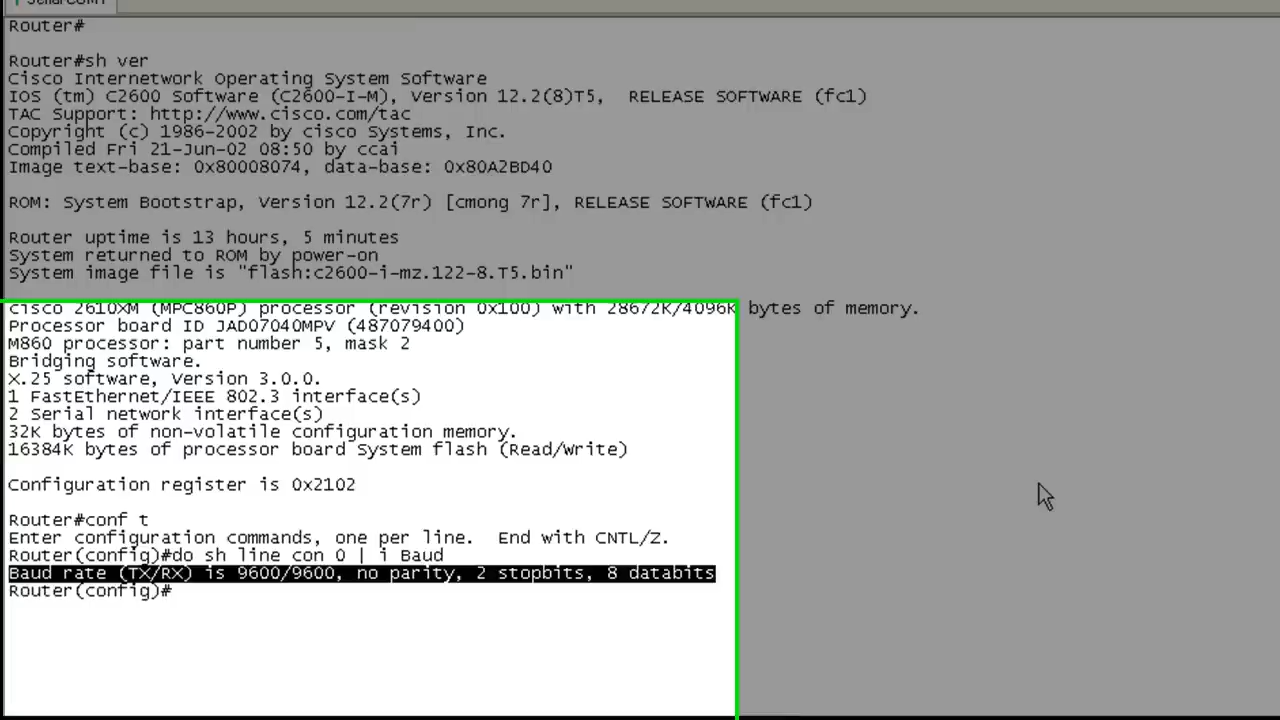 Router#
Router#sh ver
Cisco Internetwork Operating System Software
IOS (tm) C2600 Software (C2600-I-M), Version 12.2(8)T5,  RELEASE SOFTWARE (fc1)
TAC Support: http://www.cisco.com/tac
Copyright (c) 1986-2002 by cisco Systems, Inc.
Compiled Fri 21-Jun-02 08:50 by ccai
Image text-base: 0x80008074, data-base: 0x80A2BD40
ROM: System Bootstrap, Version 12.2(7r) [cmong 7r], RELEASE SOFTWARE (fc1)
Router uptime is 13 hours, 5 minutes
System returned to ROM by power-on
System image file is "flash:c2600-i-mz.122-8.T5.bin"
cisco 2610XM (MPC860P) processor (revision 0x100) with 28672K/4096K bytes of memory.
Processor board ID JAD07040MPV (487079400)
M860 processor: part number 5, mask 2
Bridging software.
X.25 software, Version 3.0.0.
1 FastEthernet/IEEE 802.3 interface(s)
2 Serial network interface(s)
32K bytes of non-volatile configuration memory.
16384K bytes of processor board System flash (Read/Write)
Configuration register is 0x2102
Router#conf t
Enter configuration commands, one per line.  End with CNTL/Z.
Router(config)#do sh line con 0 | i Baud
Baud rate (TX/RX) is 9600/9600, no parity, 2 stopbits, 8 databits
Router(config)#